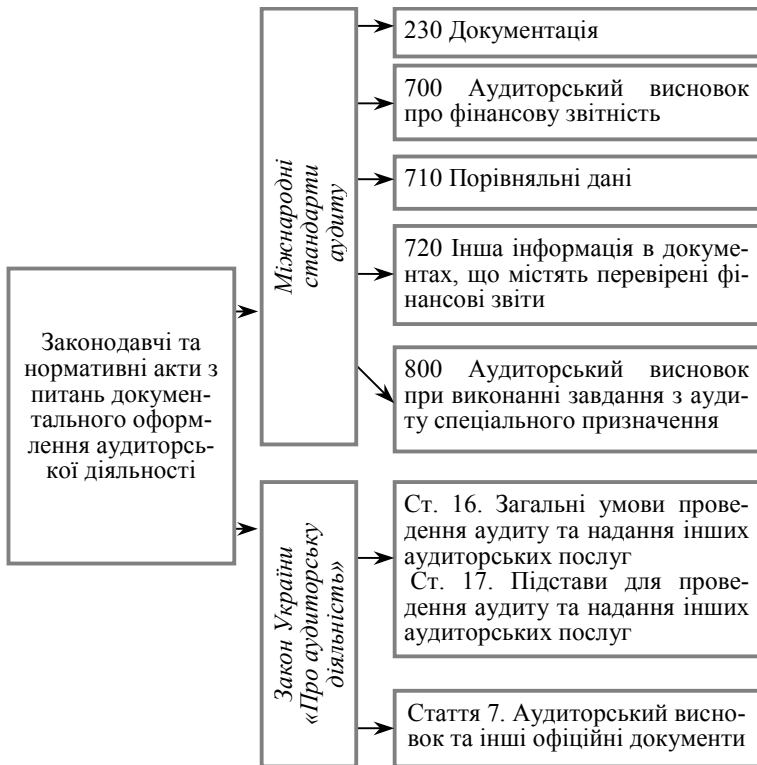 Законодавчі та
нормативні акти з
питань докумен-
тального оформ-
лення аудиторсь-
кої діяльності
Міжнародні
стандарти
аудиту
230 Документація
700 Аудиторський висновок
про фінансову звітність
710 Порівняльні дані
720 Інша інформація в докуме-
нтах, що містять перевірені фі-
нансові звіти
800 Аудиторський висновок
при виконанні завдання з ауди-
ту спеціального призначення
Закон України
«Про аудиторську
діяльність»
Ст. 16. Загальні умови прове-
дення аудиту та надання інших
аудиторських послуг
Ст. 17. Підстави для прове-
дення аудиту та надання інших
аудиторських послуг
Стаття 7. Аудиторський висно-
вок та інші офіційні документи